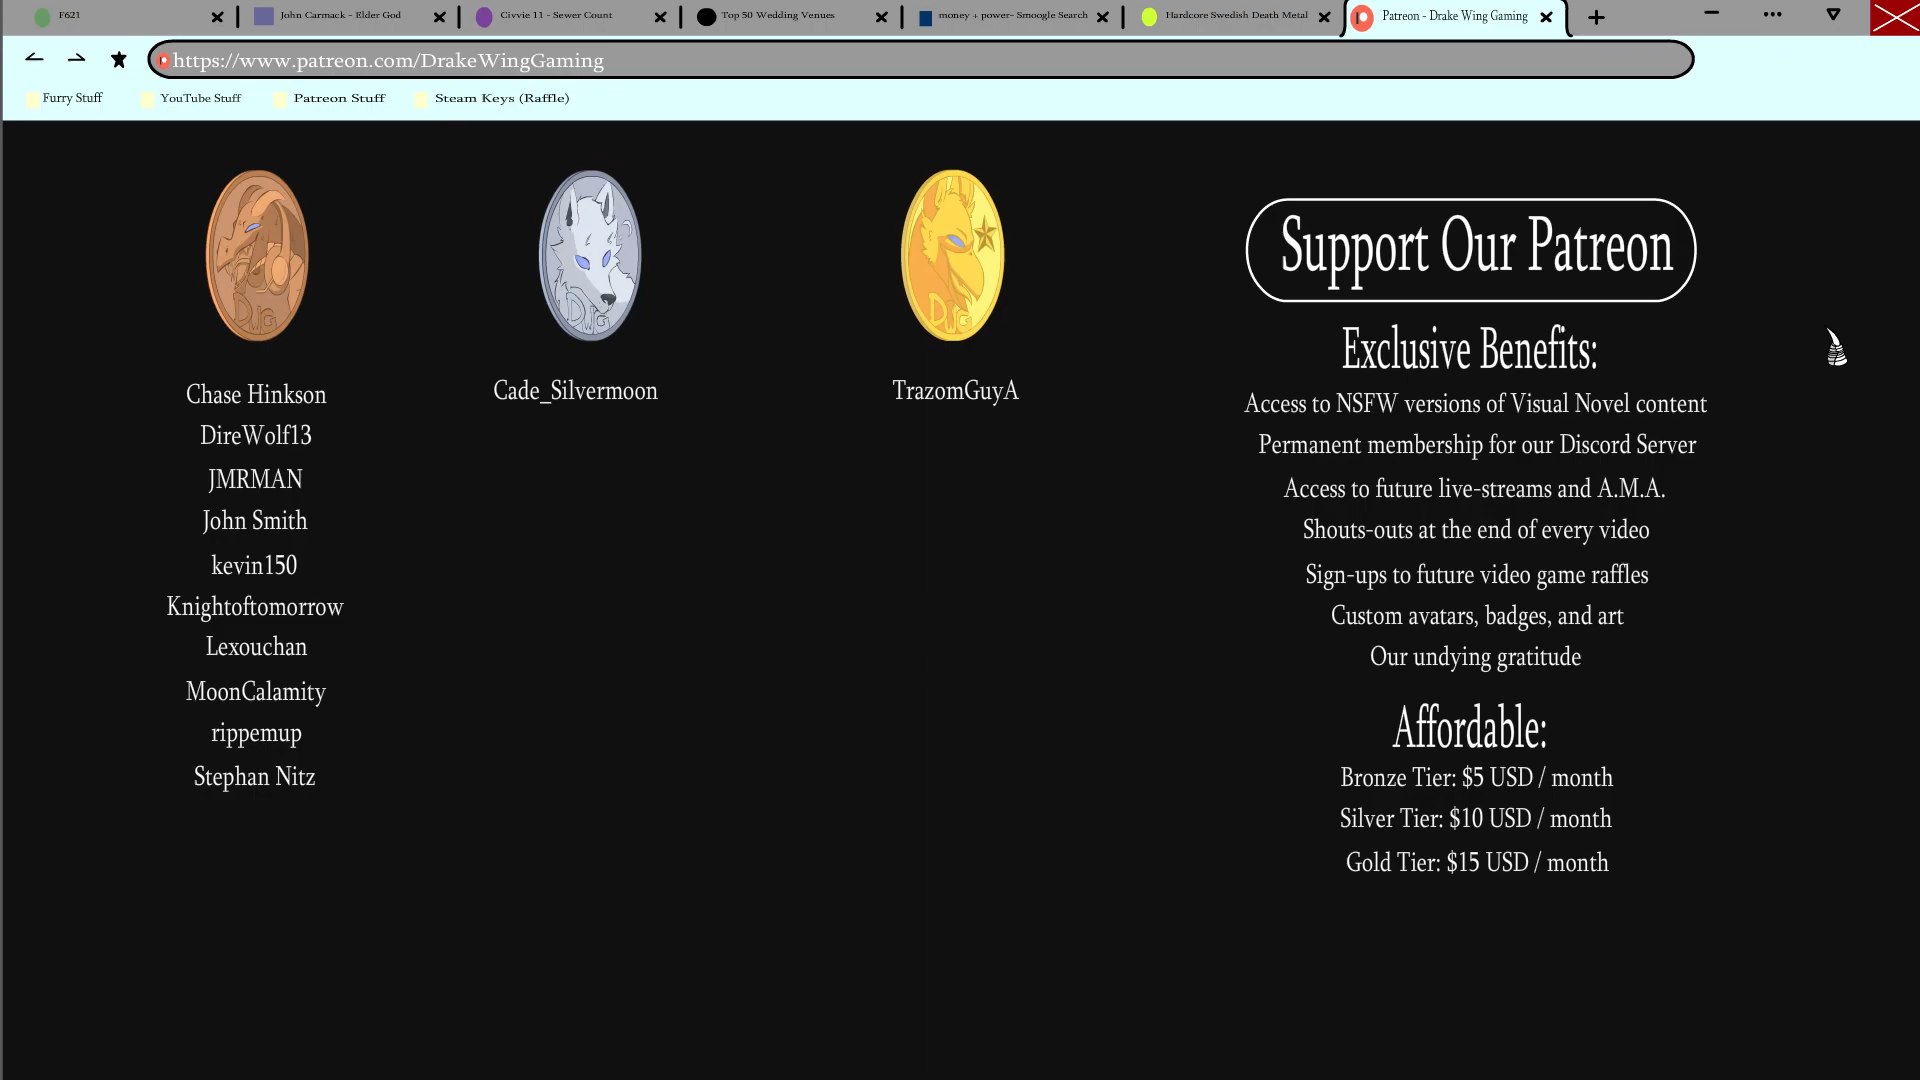 F621
John Carmack - Elder God
Civvie 11 - Sewer Count
Top 50 Wedding Venues
money + power- Smoogle Search
Hardcore Swedish Death Metal
Patreon - Drake Wing Gaming
https://www.patreon.com/DrakeWingGaming
Furry Stuff
YouTube Stuff
Patreon Stuff
Steam Keys (Raffle)
DWG
DWG
DWG
Chase Hinkson
DireWolf13
JMRMAN
John Smith
kevin150
Knightoftomorrow
Lexouchan
MoonCalamity
rippemup
Stephan Nitz
Cade_Silvermoon
TrazomGuyA
Support Our Patreon
Exclusive Benefits:
Access to NSFW versions of Visual Novel content
Permanent membership for our Discord Server
Access to future live-streams and A.M.A.
Shouts-outs at the end of every video
Sign-ups to future video game raffles
Custom avatars, badges, and art
Our undying gratitude
Affordable:
Bronze Tier: $5 USD / month
Silver Tier: $10 USD / month
Gold Tier: $15 USD / month